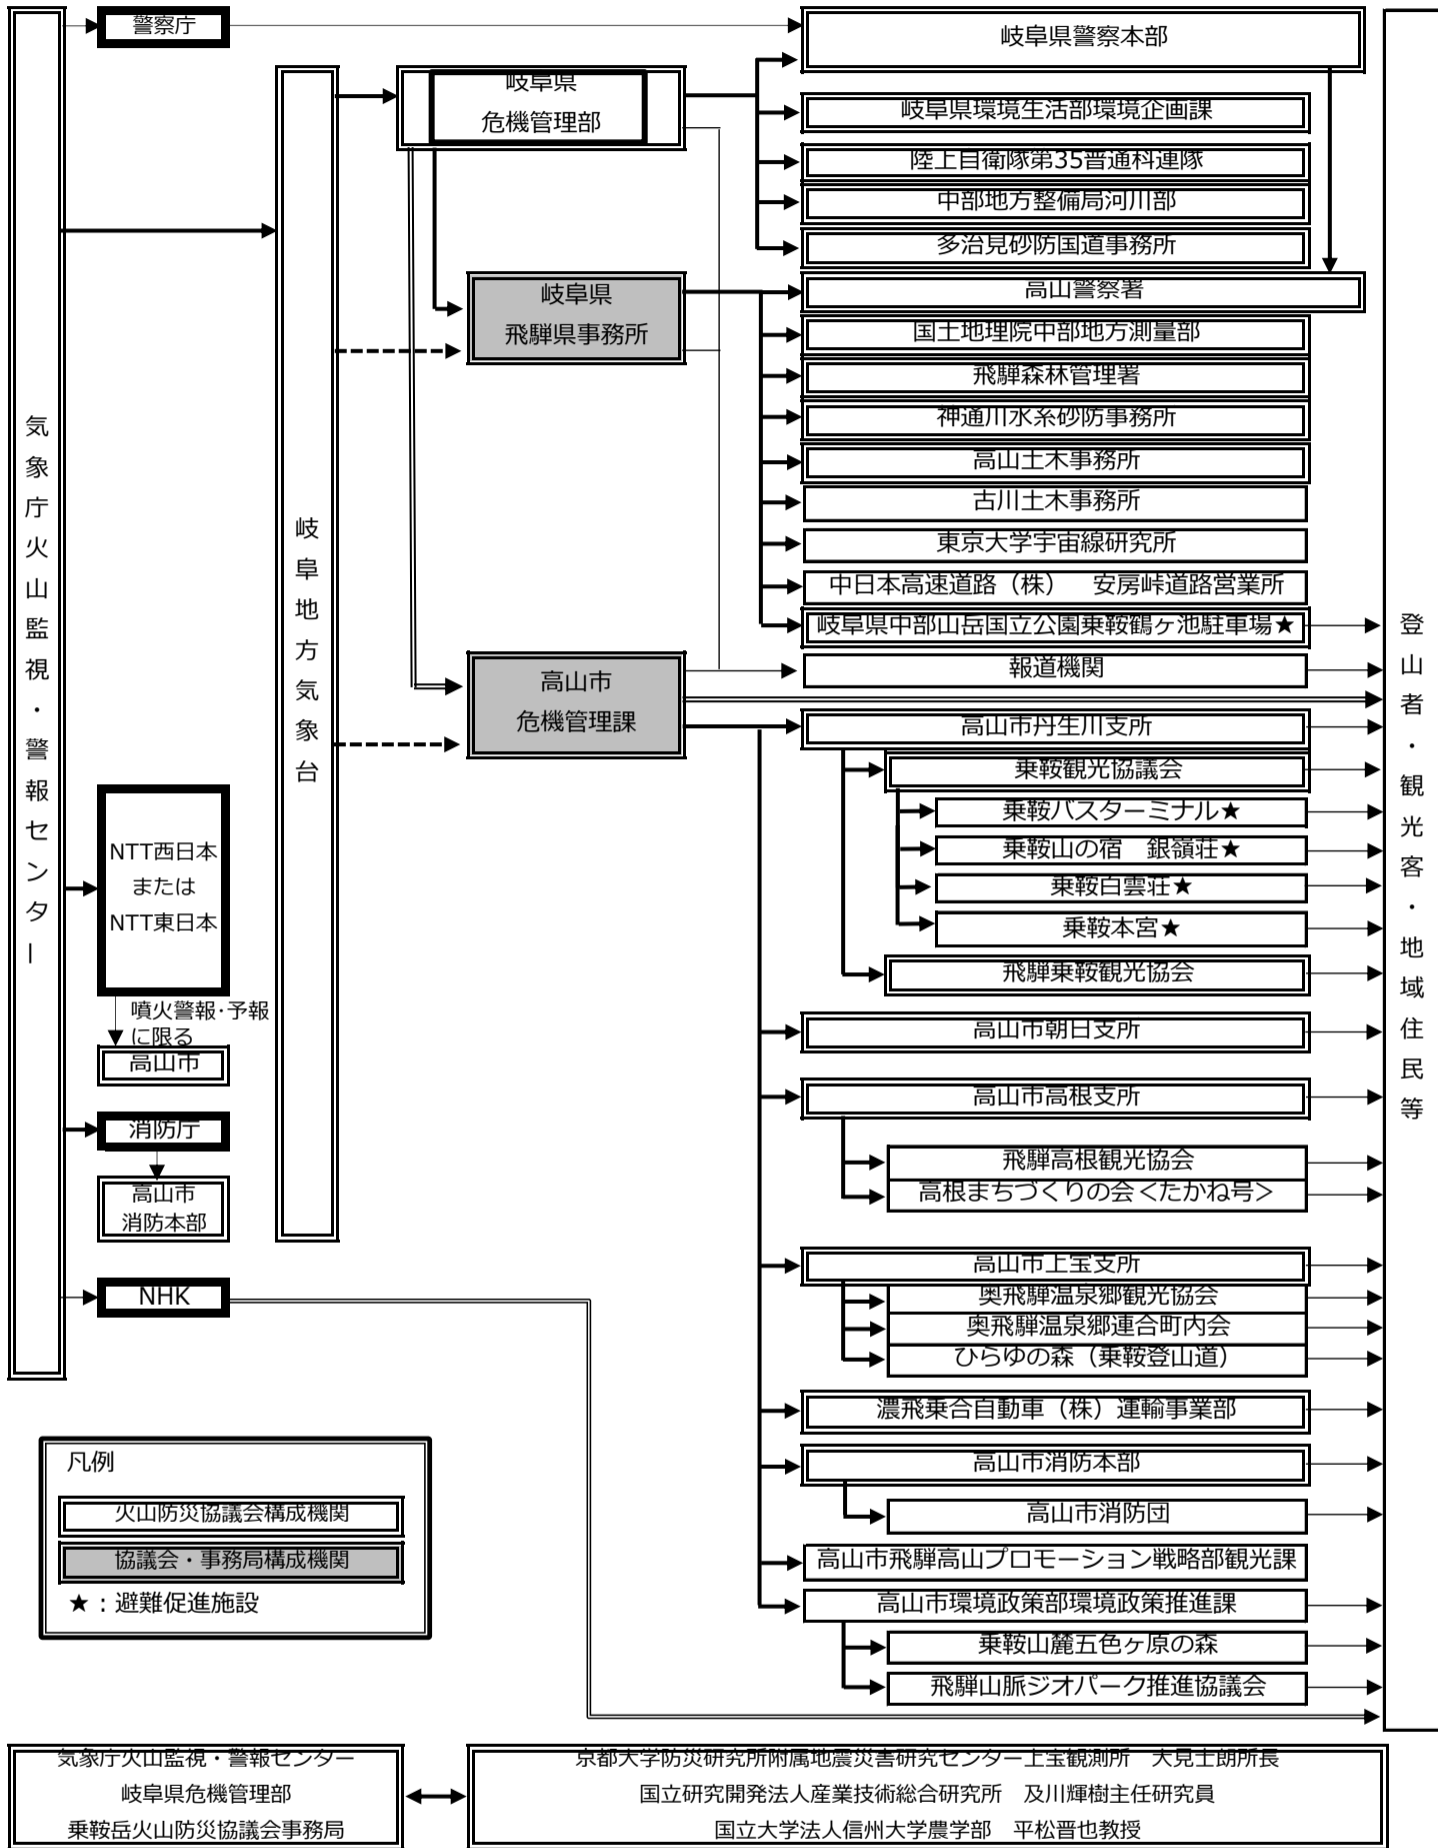 警察庁
岐阜県警察本部
岐阜県
危機管理部
岐阜県環境生活部環境企画課
陸上自衛隊第35普通科連隊
中部地方整備局河川部
多治見砂防国道事務所
岐阜県
飛騨県事務所
高山警察署
国土地理院中部地方測量部
飛騨森林管理署
神通川水系砂防事務所
高山土木事務所
古川土木事務所
東京大学宇宙線研究所
中日本高速道路（株）　安房峠道路営業所
岐阜県中部山岳国立公園乗鞍鶴ヶ池駐車場★
報道機関
気象庁火山監視・警報センター
岐阜地方気象台
高山市
危機管理課
高山市丹生川支所
乗鞍観光協議会
乗鞍バスターミナル★
乗鞍山の宿　銀嶺荘★
乗鞍白雲荘★
乗鞍本宮★
飛騨乗鞍観光協会
登山者・観光客・地域住民等
NTT西日本
または
NTT東日本
噴火警報･予報
に限る
高山市
消防庁
高山市
消防本部
NHK
高山市朝日支所
高山市高根支所
飛騨高根観光協会
高根まちづくりの会＜たかね号＞
高山市上宝支所
奥飛騨温泉郷観光協会
奥飛騨温泉郷連合町内会
ひらゆの森（乗鞍登山道）
濃飛乗合自動車（株）運輸事業部
高山市消防本部
高山市消防団
高山市飛騨高山プロモーション戦略部観光課
高山市環境政策部環境政策推進課
乗鞍山麓五色ヶ原の森
飛騨山脈ジオパーク推進協議会
凡例
火山防災協議会構成機関
協議会・事務局構成機関
★：避難促進施設
気象庁火山監視・警報センター
岐阜県危機管理部
乗鞍岳火山防災協議会事務局
京都大学防災研究所附属地震災害研究センター上宝観測所　大見士朗所長
国立研究開発法人産業技術総合研究所　及川輝樹主任研究員
国立大学法人信州大学農学部　平松晋也教授